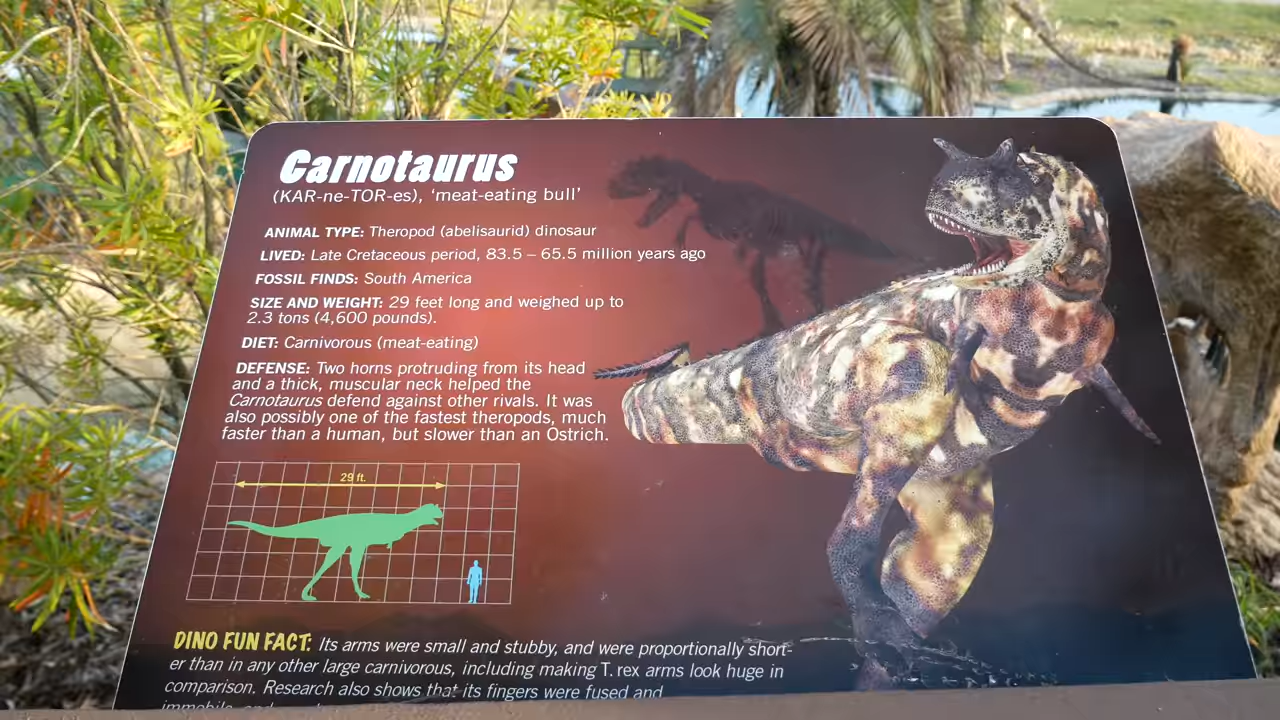 Carnotaurus
(KAR-ne-TOR-es), ‘meat-eating bull’
ANIMAL TYPE: Theropod (abelisaurid) dinosaur
LIVED: Late Cretaceous period, 83.5 – 65.5 million years ago
FOSSIL FINDS: South America
SIZE AND WEIGHT: 29 feet long and weighed up to
2.3 tons (4,600 pounds).
DIET: Carnivorous (meat-eating)
DEFENSE: Two horns protruding from its head
and a thick, muscular neck helped the
Carnotaurus defend against other rivals. It was
also possibly one of the fastest theropods, much
faster than a human, but slower than an Ostrich.
29 ft.
DINO FUN FACT: Its arms were small and stubby, and were proportionally short-
er than in any other large carnivorous, including making T. rex arms look huge in
comparison. Research also shows that its fingers were fused and
immobile, and